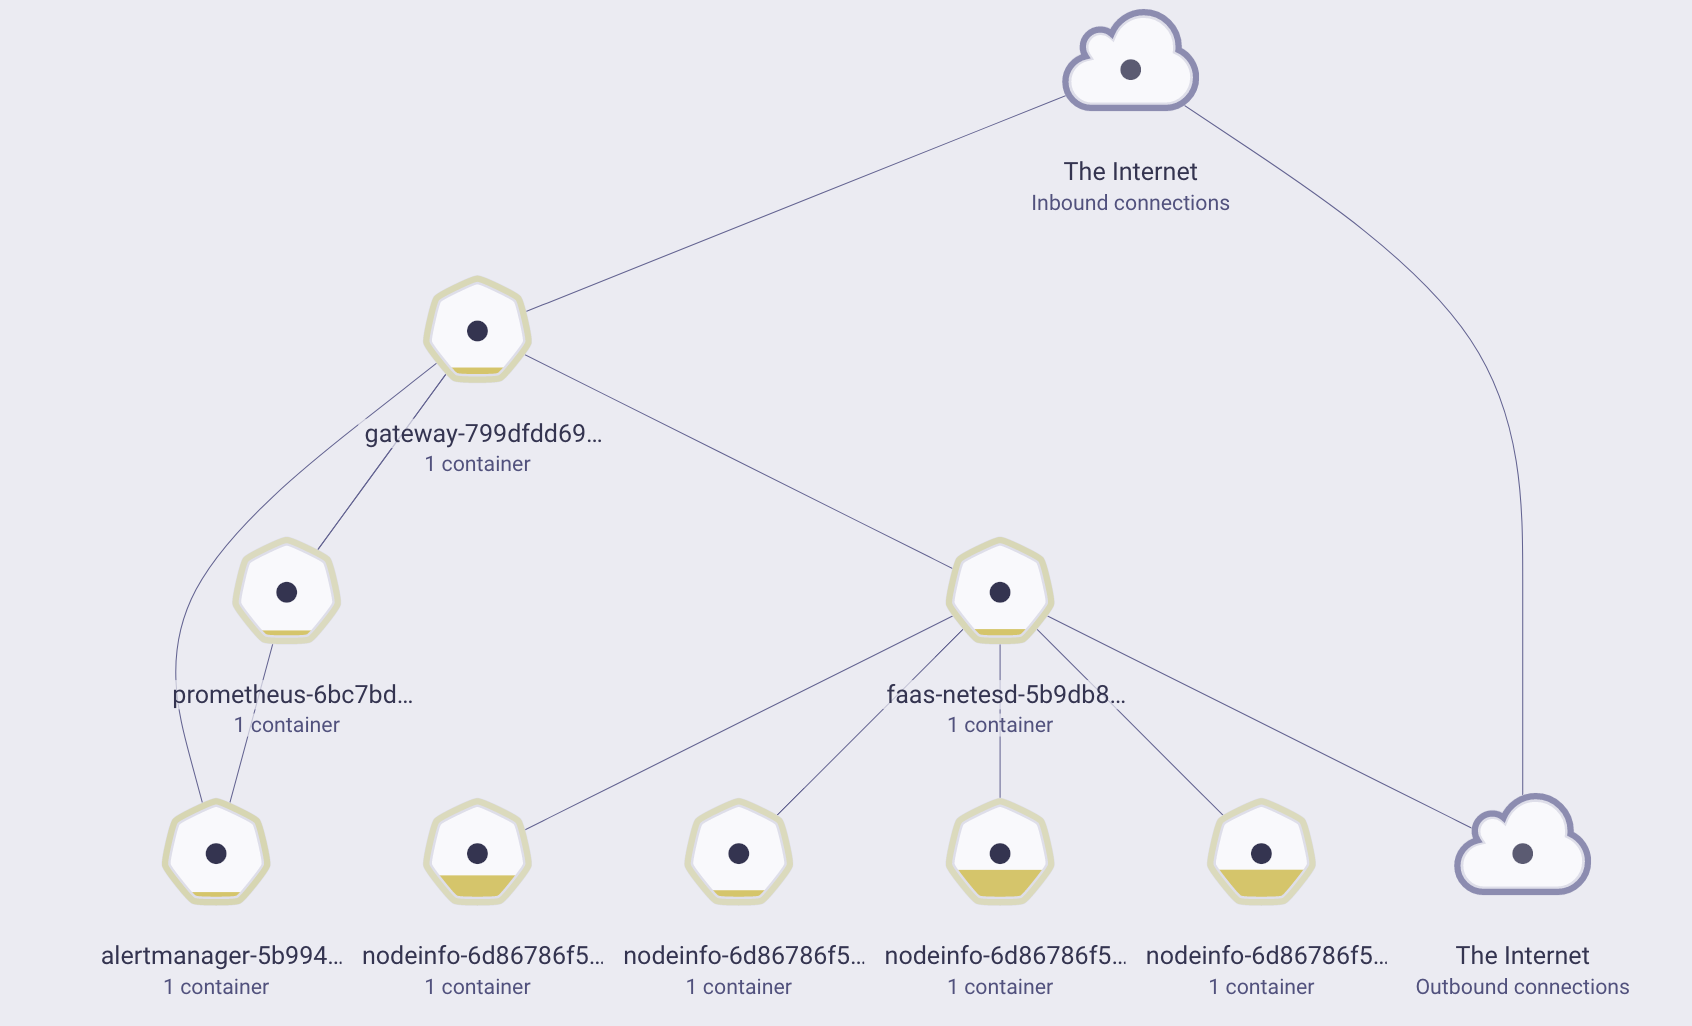 The Internet
Inbound connections
gateway-799dfdd69...
1 container
prometheus-6bc7bd...
1 container
faas-netesd-5b9db8...
1 container
alertmanager-5b994...
1 container
nodeinfo-6d86786f5...
1 container
nodeinfo-6d86786f5...
1 container
nodeinfo-6d86786f5...
1 container
nodeinfo-6d86786f5...
1 container
The Internet
Outbound connections